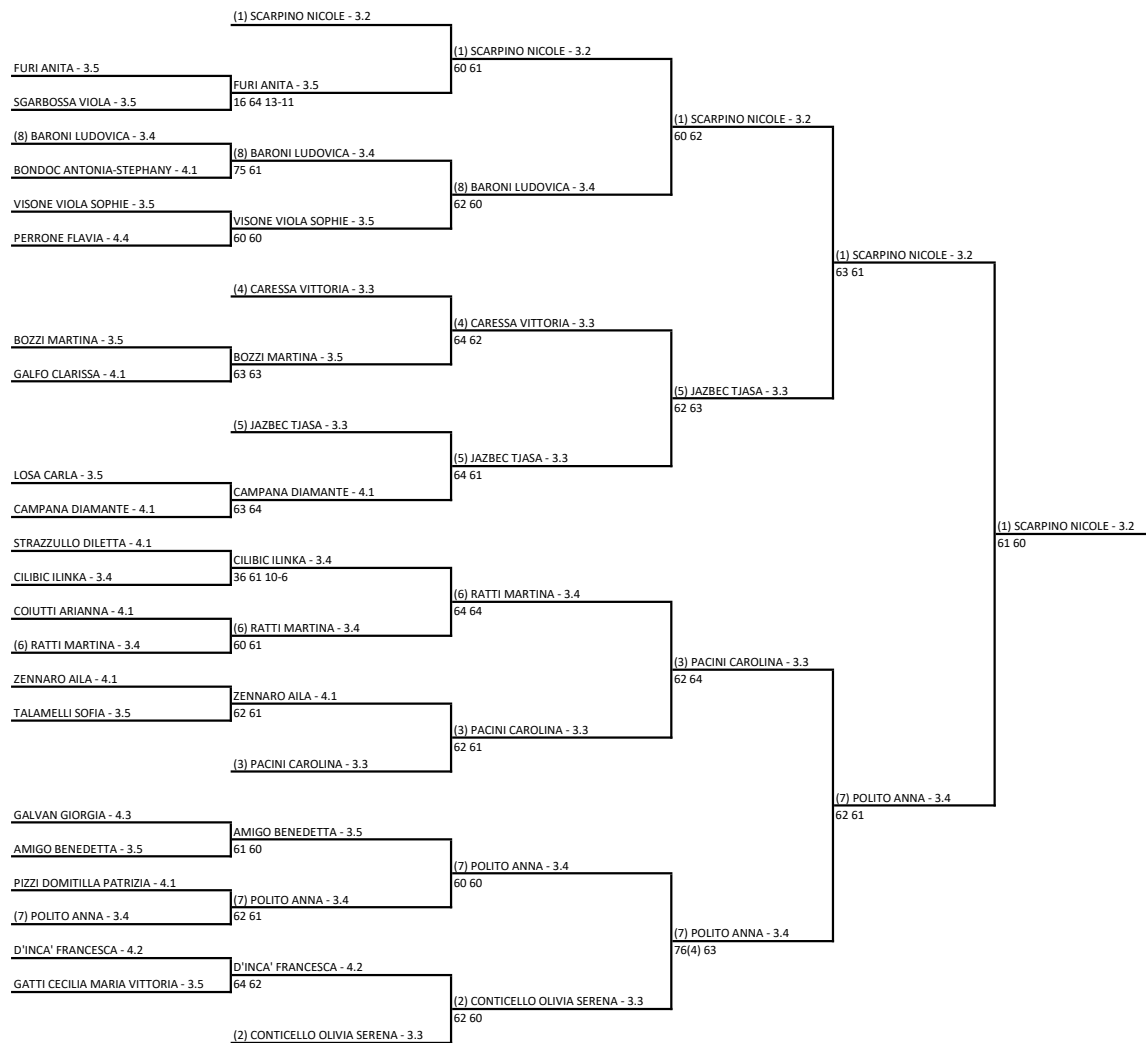 (1) SCARPINO NICOLE - 3.2
(1) SCARPINO NICOLE - 3.2
60 61
FURI ANITA - 3.5
FURI ANITA - 3.5
16 64 13-11
SGARBOSSA VIOLA - 3.5
(1) SCARPINO NICOLE - 3.2
60 62
(8) BARONI LUDOVICA - 3.4
(8) BARONI LUDOVICA - 3.4
75 61
BONDOC ANTONIA-STEPHANY - 4.1
(8) BARONI LUDOVICA - 3.4
62 60
VISONE VIOLA SOPHIE - 3.5
VISONE VIOLA SOPHIE - 3.5
60 60
PERRONE FLAVIA - 4.4
(1) SCARPINO NICOLE - 3.2
63 61
(4) CARESSA VITTORIA - 3.3
(4) CARESSA VITTORIA - 3.3
64 62
BOZZI MARTINA - 3.5
BOZZI MARTINA - 3.5
63 63
GALFO CLARISSA - 4.1
(5) JAZBEC TJASA - 3.3
62 63
(5) JAZBEC TJASA - 3.3
(5) JAZBEC TJASA - 3.3
64 61
LOSA CARLA - 3.5
CAMPANA DIAMANTE - 4.1
63 64
CAMPANA DIAMANTE - 4.1
(1) SCARPINO NICOLE - 3.2
61 60
STRAZZULLO DILETTA - 4.1
CILIBIC ILINKA - 3.4
36 61 10-6
CILIBIC ILINKA - 3.4
(6) RATTI MARTINA - 3.4
64 64
COIUTTI ARIANNA - 4.1
(6) RATTI MARTINA - 3.4
60 61
(6) RATTI MARTINA - 3.4
(3) PACINI CAROLINA - 3.3
62 64
ZENNARO AILA - 4.1
ZENNARO AILA - 4.1
62 61
TALAMELLI SOFIA - 3.5
(3) PACINI CAROLINA - 3.3
62 61
(3) PACINI CAROLINA - 3.3
(7) POLITO ANNA - 3.4
62 61
GALVAN GIORGIA - 4.3
AMIGO BENEDETTA - 3.5
61 60
AMIGO BENEDETTA - 3.5
(7) POLITO ANNA - 3.4
60 60
PIZZI DOMITILLA PATRIZIA - 4.1
(7) POLITO ANNA - 3.4
62 61
(7) POLITO ANNA - 3.4
(7) POLITO ANNA - 3.4
76(4) 63
D'INCA' FRANCESCA - 4.2
D'INCA' FRANCESCA - 4.2
64 62
GATTI CECILIA MARIA VITTORIA - 3.5
(2) CONTICELLO OLIVIA SERENA - 3.3
62 60
(2) CONTICELLO OLIVIA SERENA - 3.3